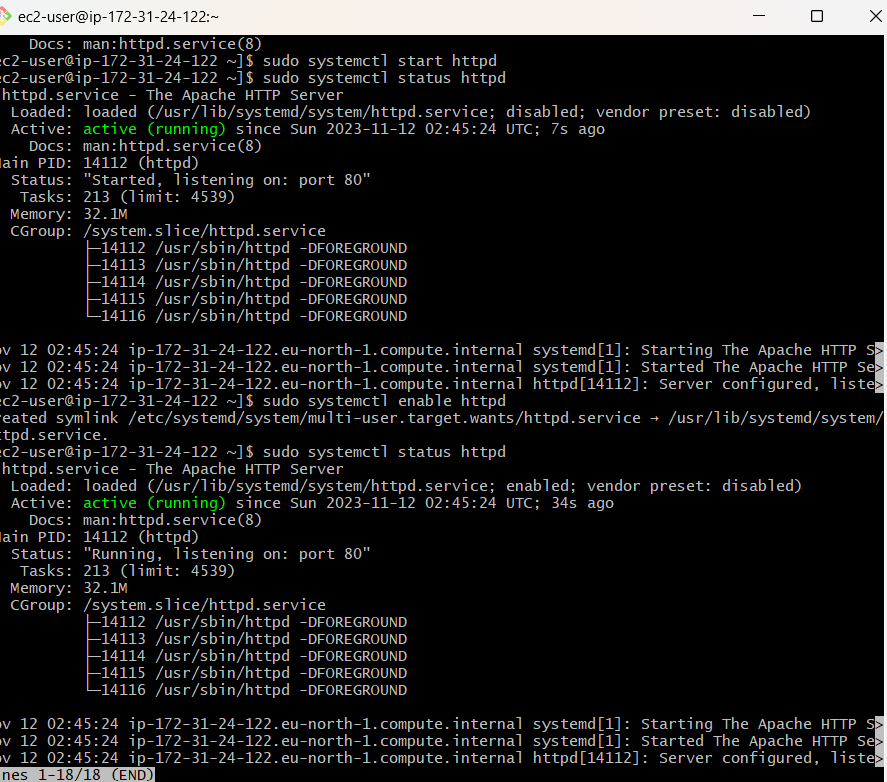 ec2-user@ip-172-31-24-122:~
Docs: man:httpd.service(8)
ec2-user@ip-172-31-24-122 ~]$ sudo systemctl start httpd
ec2-user@ip-172-31-24-122 ~]$ sudo systemctl status httpd
httpd.service - The Apache HTTP Server
Loaded: loaded (/usr/lib/systemd/system/httpd.service; disabled; vendor preset: disabled)
Active: active (running) since Sun 2023-11-12 02:45:24 UTC; 7s ago
Docs: man:httpd.service(8)
ain PID: 14112 (httpd)
Status: "Started, listening on: port 80"
Tasks: 213 (limit: 4539)
Memory: 32.1M
CGroup: /system.slice/httpd.service
├─14112 /usr/sbin/httpd -DFOREGROUND
├─14113 /usr/sbin/httpd -DFOREGROUND
├─14114 /usr/sbin/httpd -DFOREGROUND
├─14115 /usr/sbin/httpd -DFOREGROUND
└─14116 /usr/sbin/httpd -DFOREGROUND
ov 12 02:45:24 ip-172-31-24-122.eu-north-1.compute.internal systemd[1]: Starting The Apache HTTP S>
ov 12 02:45:24 ip-172-31-24-122.eu-north-1.compute.internal systemd[1]: Started The Apache HTTP Se>
ov 12 02:45:24 ip-172-31-24-122.eu-north-1.compute.internal httpd[14112]: Server configured, liste>
ec2-user@ip-172-31-24-122 ~]$ sudo systemctl enable httpd
reated symlink /etc/systemd/system/multi-user.target.wants/httpd.service → /usr/lib/systemd/system/
ttpd.service.
ec2-user@ip-172-31-24-122 ~]$ sudo systemctl status httpd
httpd.service - The Apache HTTP Server
Loaded: loaded (/usr/lib/systemd/system/httpd.service; enabled; vendor preset: disabled)
Active: active (running) since Sun 2023-11-12 02:45:24 UTC; 34s ago
Docs: man:httpd.service(8)
ain PID: 14112 (httpd)
Status: "Running, listening on: port 80"
Tasks: 213 (limit: 4539)
Memory: 32.1M
CGroup: /system.slice/httpd.service
├─14112 /usr/sbin/httpd -DFOREGROUND
├─14113 /usr/sbin/httpd -DFOREGROUND
├─14114 /usr/sbin/httpd -DFOREGROUND
├─14115 /usr/sbin/httpd -DFOREGROUND
└─14116 /usr/sbin/httpd -DFOREGROUND
ov 12 02:45:24 ip-172-31-24-122.eu-north-1.compute.internal systemd[1]: Starting The Apache HTTP S>
ov 12 02:45:24 ip-172-31-24-122.eu-north-1.compute.internal systemd[1]: Started The Apache HTTP Se>
ov 12 02:45:24 ip-172-31-24-122.eu-north-1.compute.internal httpd[14112]: Server configured, liste>
nes 1-18/18 (END)